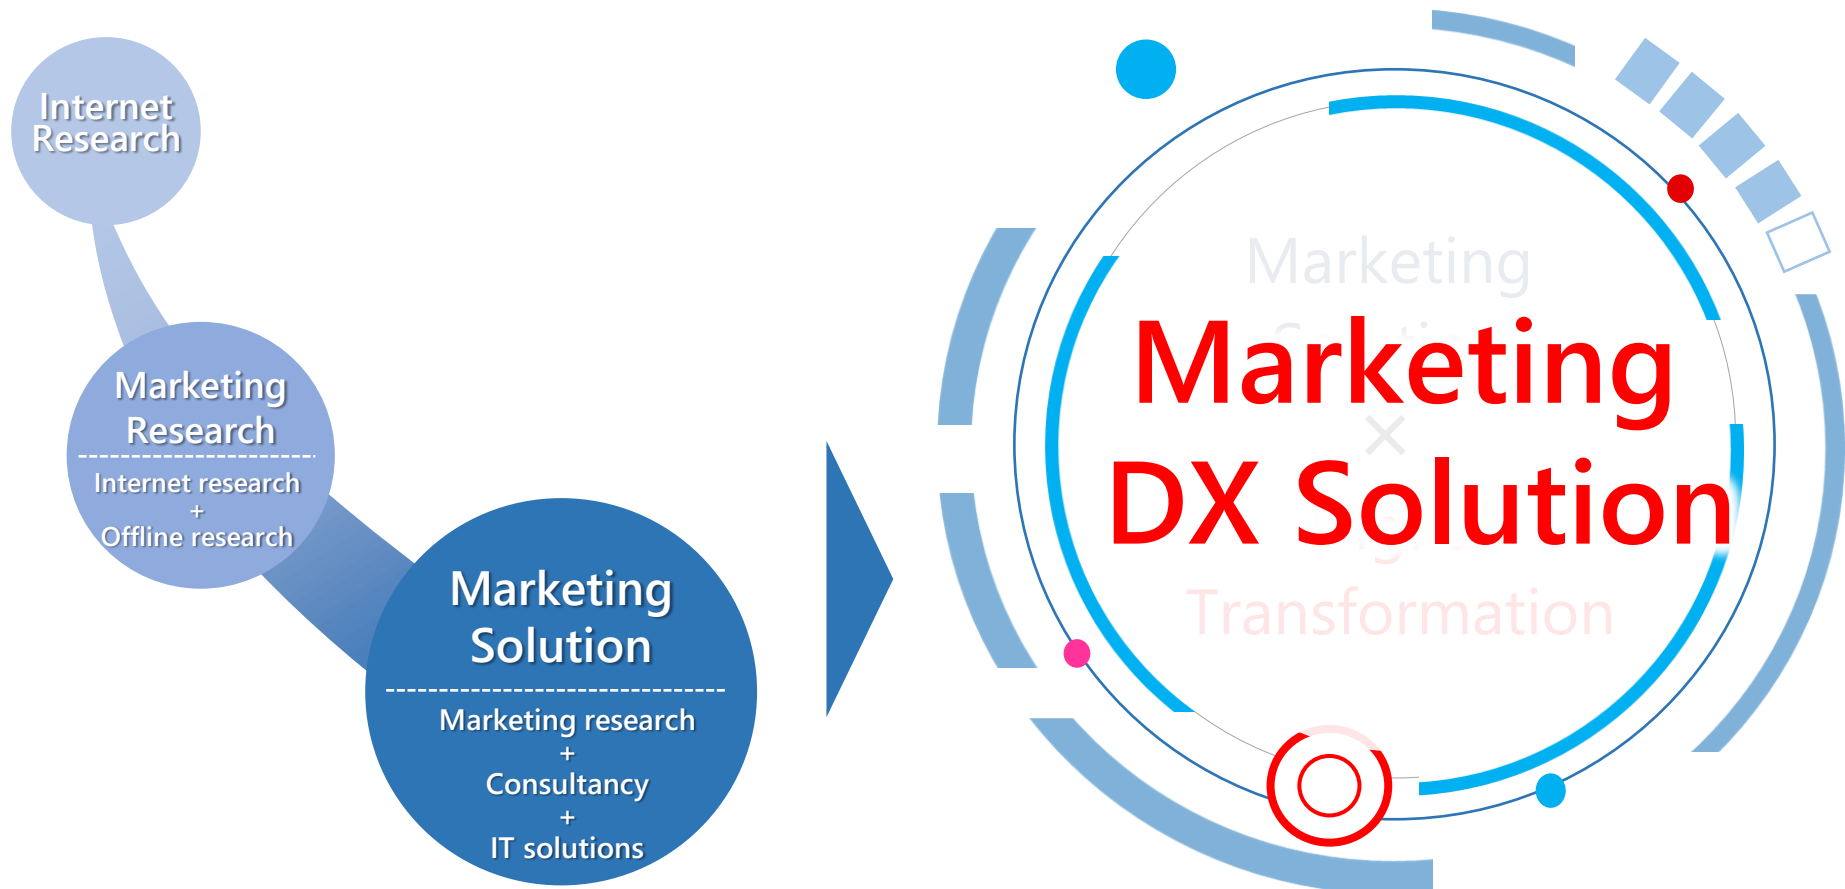 Internet
Research
Marketing
Research
Internet research
+
Offline research
Marketing
Solution
Marketing research
+
Consultancy
+
IT solutions
Marketing
Marketing
×
DX Solution
Transformation